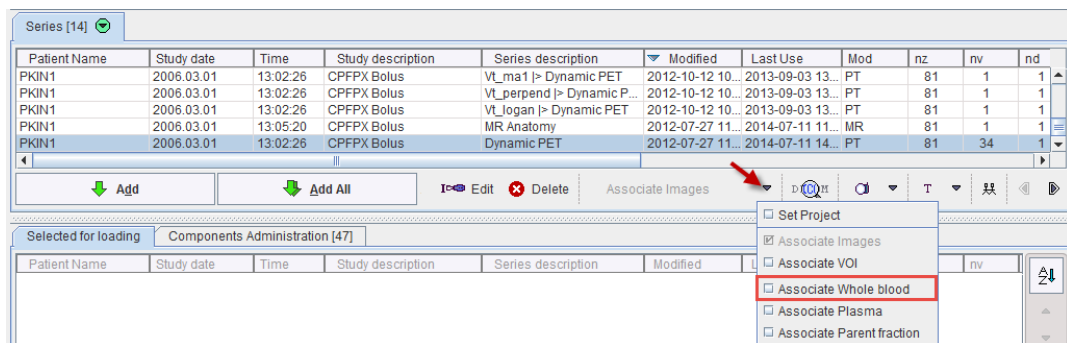 Series [14]
Patient Name Study date Time Study description Series description Modified Last Use Mod nz nv nd
PKIN1 2006.03.01 13:02:26 CPFPX Bolus Vt_ma1 |> Dynamic PET 2012-10-12 10... 2013-09-03 13... PT 81 1 1
PKIN1 2006.03.01 13:02:26 CPFPX Bolus Vt_perpend |> Dynamic P... 2012-10-12 10... 2013-09-03 13... PT 81 1 1
PKIN1 2006.03.01 13:02:26 CPFPX Bolus Vt_logan |> Dynamic PET 2012-10-12 10... 2013-09-03 13... PT 81 1 1
PKIN1 2006.03.01 13:05:20 CPFPX Bolus MR Anatomy 2012-07-27 11... 2014-07-11 11... MR 81 1 1
PKIN1 2006.03.01 13:02:26 CPFPX Bolus Dynamic PET 2012-07-27 11... 2014-07-11 14... PT 81 34 1
Add Add All Edit Delete Associate Images DICOM T
Set Project
Selected for loading Components Administration [47]
Associate Images
Patient Name Study date Time Study description Series description Modified L nv
Associate VOI
Associate Whole blood
Associate Plasma
Associate Parent fraction